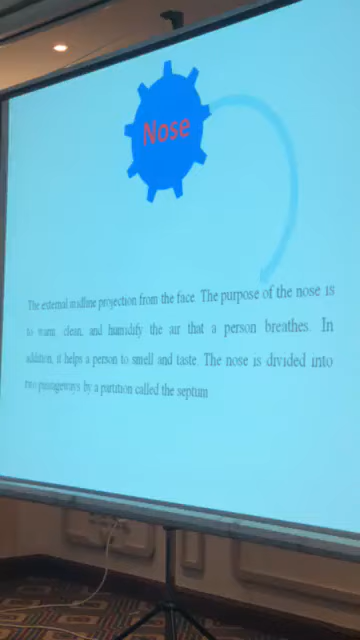 Nose
The external midline projection from the face. The purpose of the nose is
to warm, clean, and humidify the air that a person breathes. In
addition, it helps a person to smell and taste. The nose is divided into
two passageways by a partition called the septum